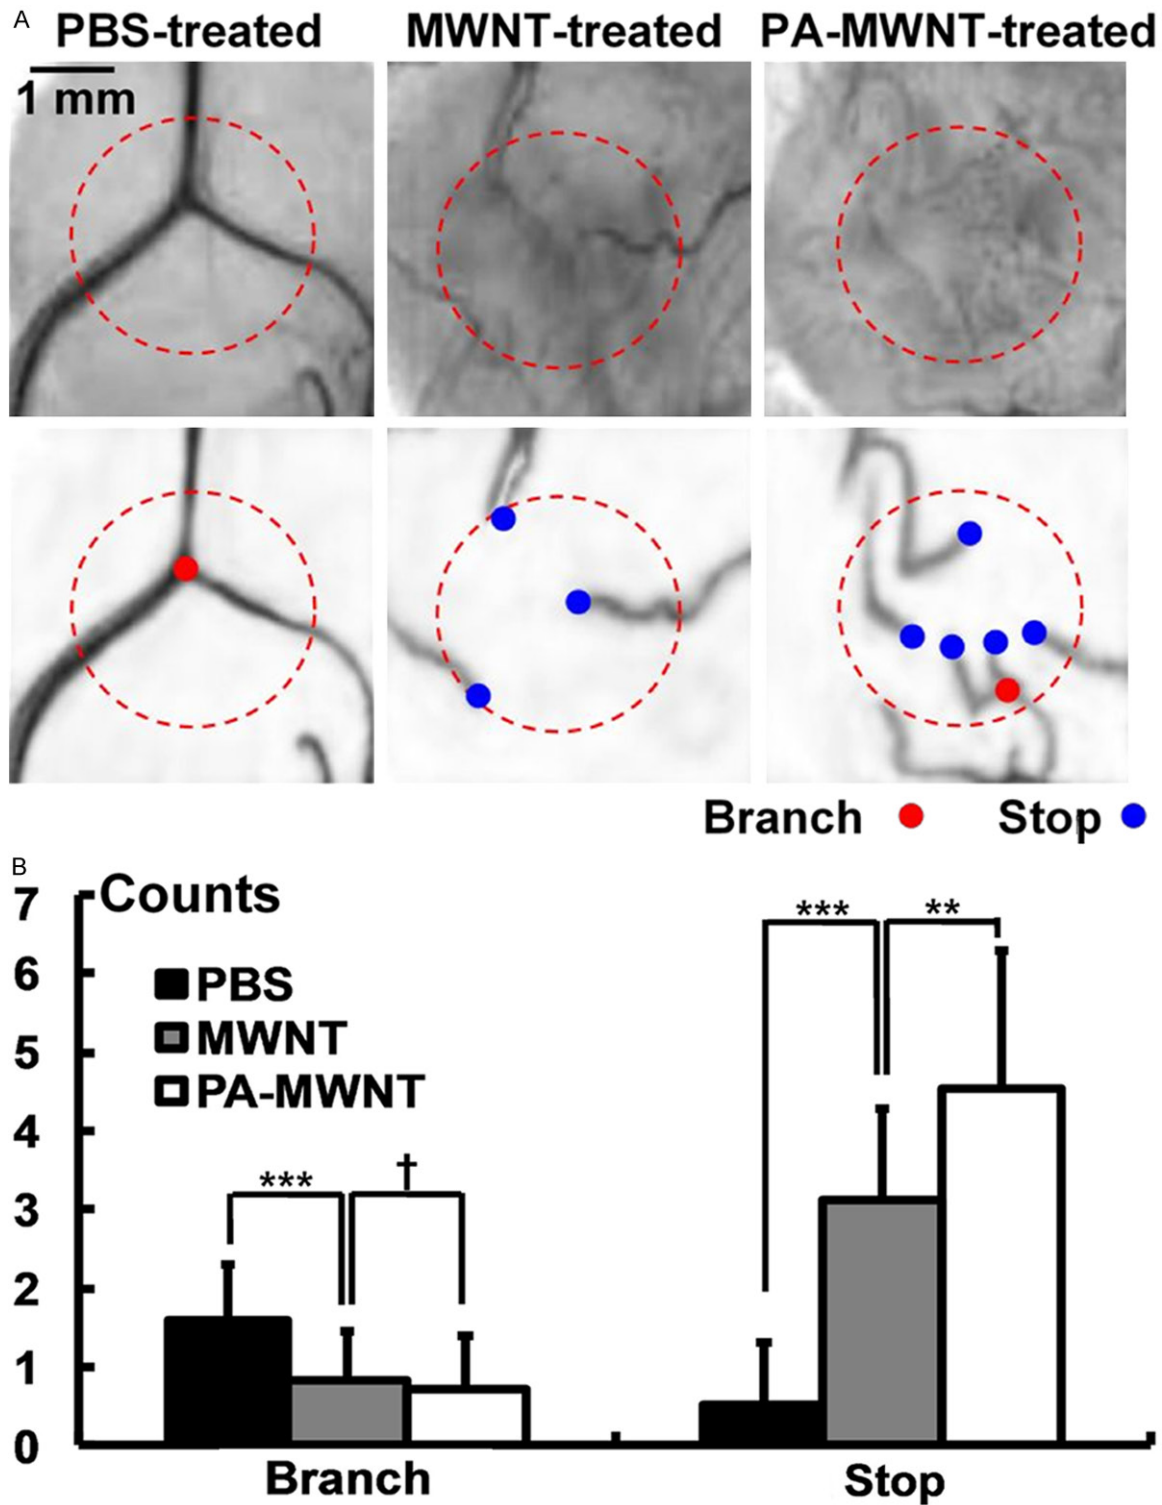 A
PBS-treated MWNT-treated PA-MWNT-treated
1 mm
Branch Stop
B
Counts
7
6
5
4
3
2
1
0
PBS
MWNT
PA-MWNT
*** †
*** **
Branch Stop